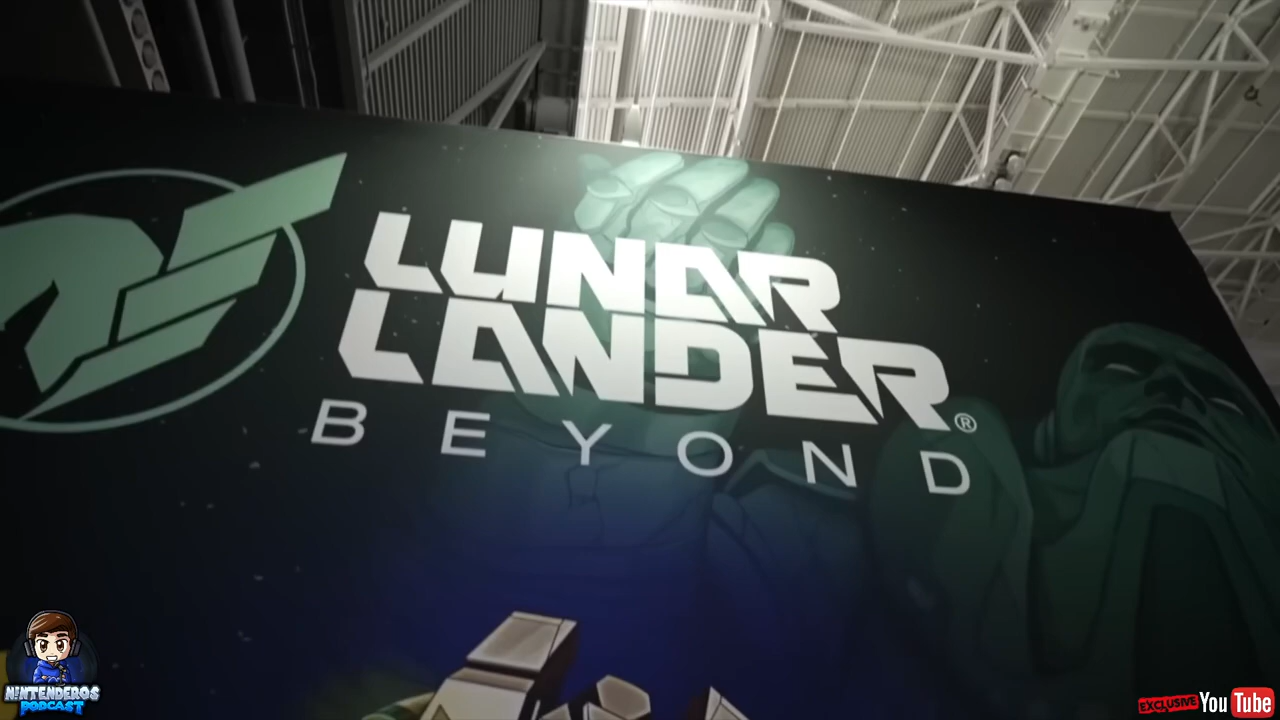 LUNAR
LANDER®
BEYOND
NINTENDEROS
PODCAST
EXCLUSIVE
YouTube